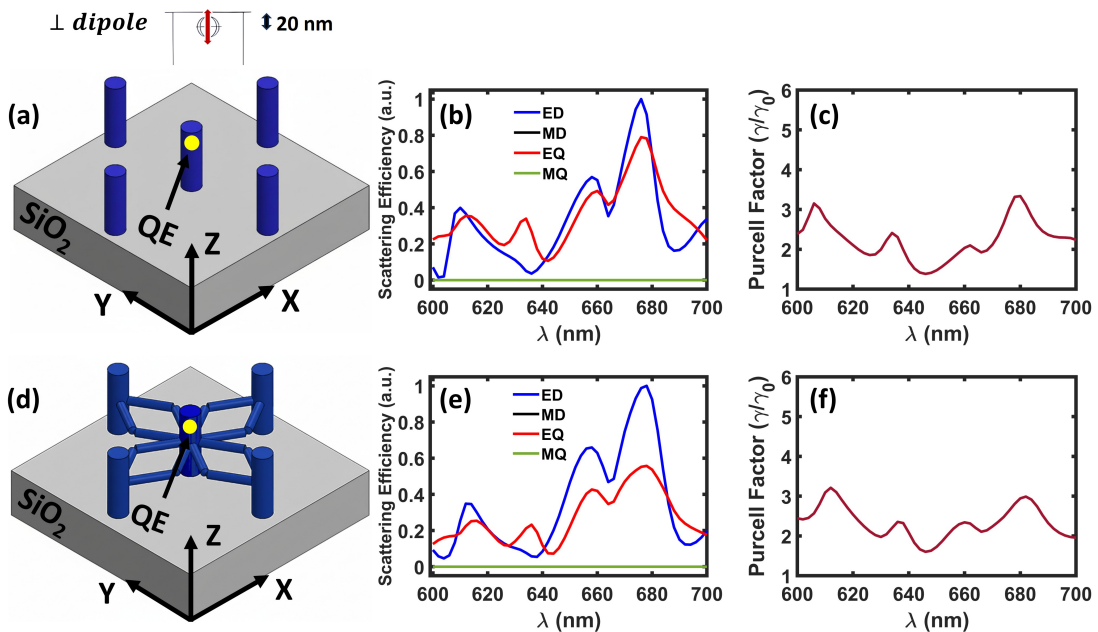 ⊥ dipole
20 nm
(a)
QE
SiO2
Z
Y
X
(b)
Scattering Efficiency (a.u.)
1
0.8
0.6
0.4
0.2
0
ED
MD
EQ
MQ
600 620 640 660 680 700
λ (nm)
(c)
Purcell Factor (γ/γ0)
6
5
4
3
2
1
600 620 640 660 680 700
λ (nm)
(d)
QE
SiO2
Z
Y
X
(e)
Scattering Efficiency (a.u.)
1
0.8
0.6
0.4
0.2
0
ED
MD
EQ
MQ
600 620 640 660 680 700
λ (nm)
(f)
Purcell Factor (γ/γ0)
6
5
4
3
2
1
600 620 640 660 680 700
λ (nm)